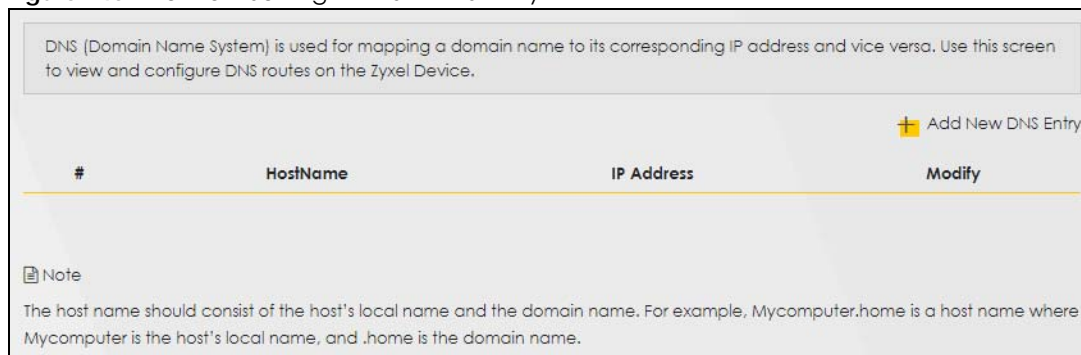 DNS (Domain Name System) is used for mapping a domain name to its corresponding IP address and vice versa. Use this screen
to view and configure DNS routes on the Zyxel Device.
Add New DNS Entry
# HostName IP Address Modify
Note
The host name should consist of the host's local name and the domain name. For example, Mycomputer.home is a host name where
Mycomputer is the host's local name, and .home is the domain name.